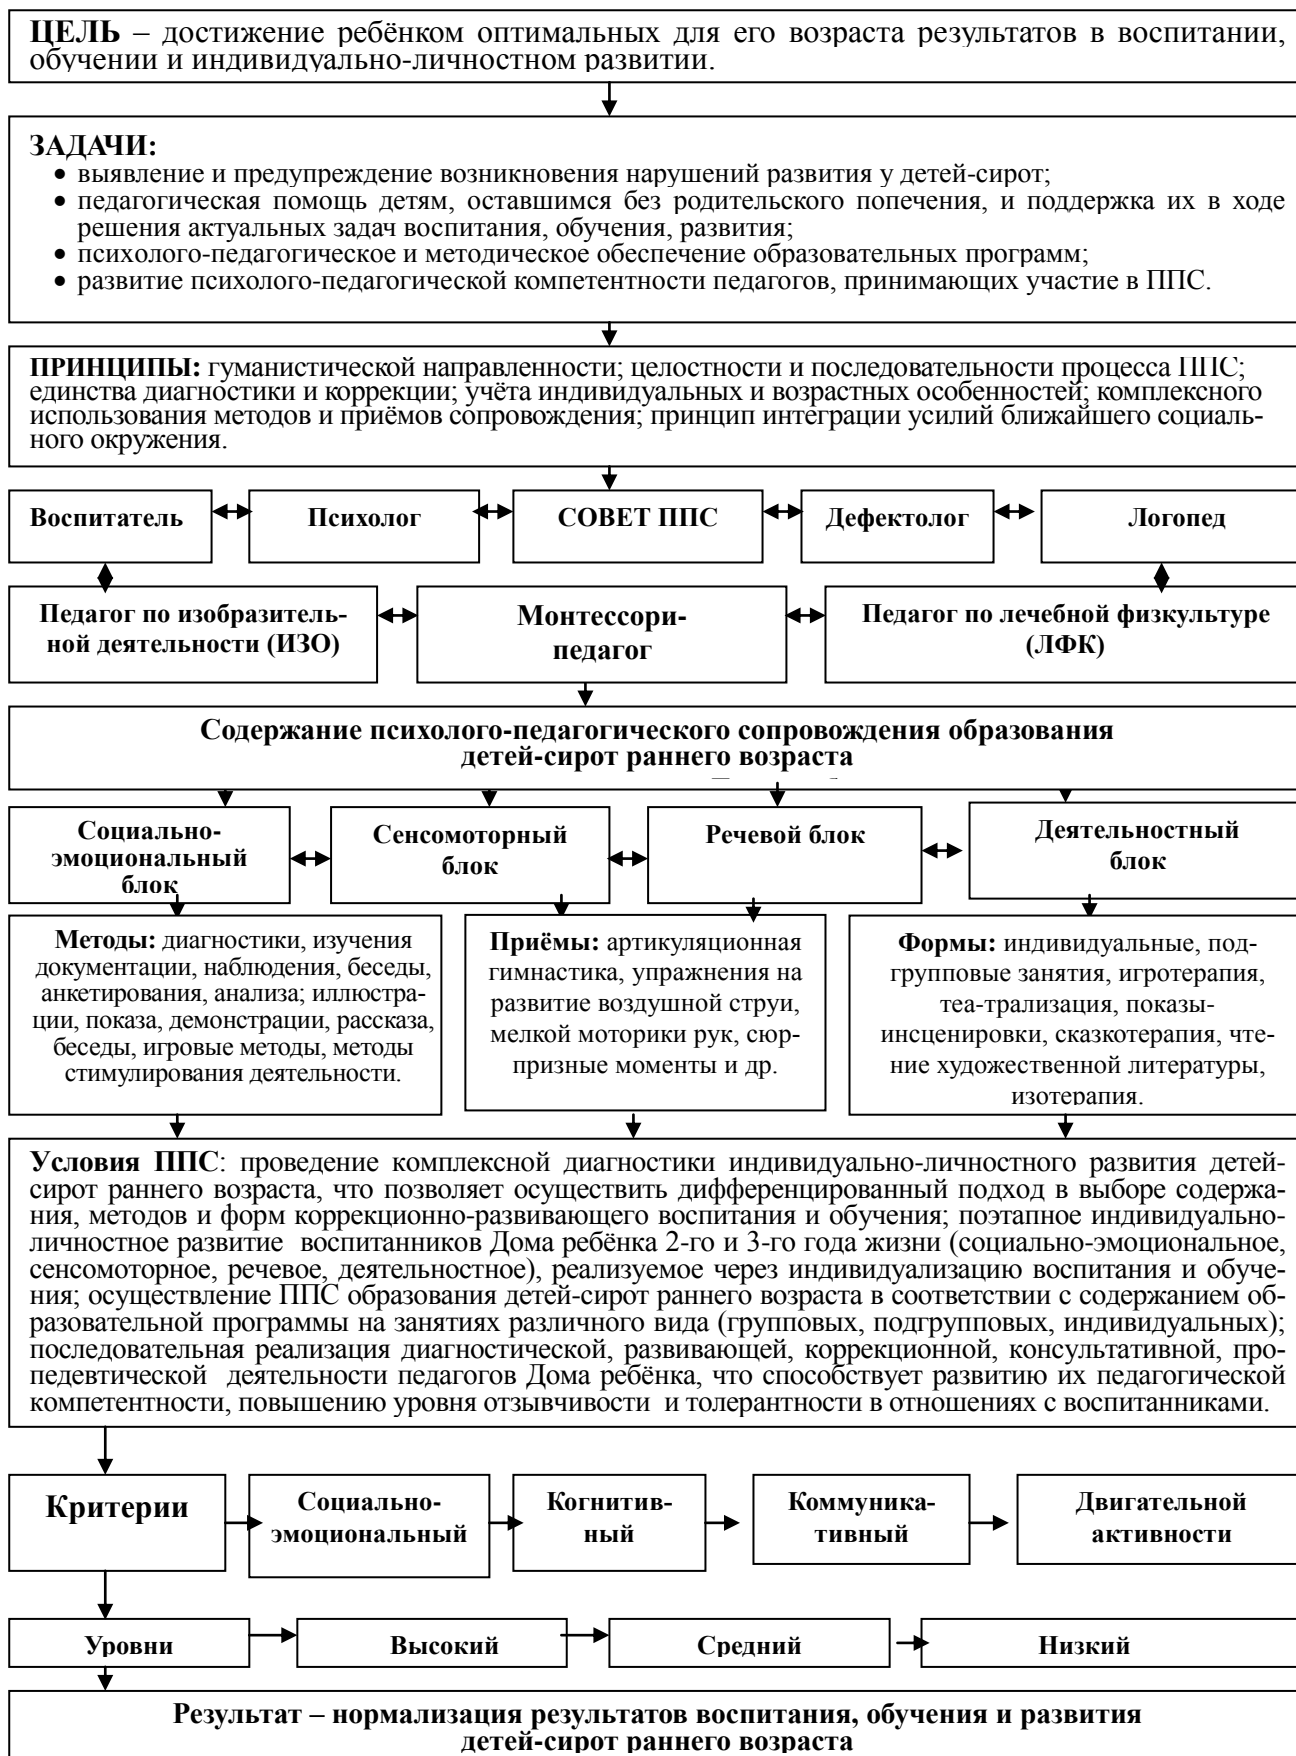 ЦЕЛЬ – достижение ребёнком оптимальных для его возраста результатов в воспитании,
обучении и индивидуально-личностном развитии.
ЗАДАЧИ:
• выявление и предупреждение возникновения нарушений развития у детей-сирот;
• педагогическая помощь детям, оставшимся без родительского попечения, и поддержка их в ходе
решения актуальных задач воспитания, обучения, развития;
• психолого-педагогическое и методическое обеспечение образовательных программ;
• развитие психолого-педагогической компетентности педагогов, принимающих участие в ППС.
ПРИНЦИПЫ: гуманистической направленности; целостности и последовательности процесса ППС;
единства диагностики и коррекции; учёта индивидуальных и возрастных особенностей; комплексного
использования методов и приёмов сопровождения; принцип интеграции усилий ближайшего социаль-
ного окружения.
Воспитатель
Психолог
СОВЕТ ППС
Дефектолог
Логопед
Педагог по изобразитель-
ной деятельности (ИЗО)
Монтессори-
педагог
Педагог по лечебной физкультуре
(ЛФК)
Содержание психолого-педагогического сопровождения образования
детей-сирот раннего возраста
Социально-
эмоциональный
блок
Сенсомоторный
блок
Речевой блок
Деятельностный
блок
Методы: диагностики, изучения
документации, наблюдения, беседы,
анкетирования, анализа; иллюстра-
ции, показа, демонстрации, рассказа,
беседы, игровые методы, методы
стимулирования деятельности.
Приёмы: артикуляционная
гимнастика, упражнения на
развитие воздушной струи,
мелкой моторики рук, сюр-
призные моменты и др.
Формы: индивидуальные, под-
групповые занятия, игротерапия,
теа-трализация, показы-
инсценировки, сказкотерапия, чте-
ние художественной литературы,
изотерапия.
Условия ППС: проведение комплексной диагностики индивидуально-личностного развития детей-
сирот раннего возраста, что позволяет осуществить дифференцированный подход в выборе содержа-
ния, методов и форм коррекционно-развивающего воспитания и обучения; поэтапное индивидуально-
личностное развитие воспитанников Дома ребёнка 2-го и 3-го года жизни (социально-эмоциональное,
сенсомоторное, речевое, деятельностное), реализуемое через индивидуализацию воспитания и обуче-
ния; осуществление ППС образования детей-сирот раннего возраста в соответствии с содержанием об-
разовательной программы на занятиях различного вида (групповых, подгрупповых, индивидуальных);
последовательная реализация диагностической, развивающей, коррекционной, консультативной, про-
педевтической деятельности педагогов Дома ребёнка, что способствует развитию их педагогической
компетентности, повышению уровня отзывчивости и толерантности в отношениях с воспитанниками.
Критерии
Социально-
эмоциональный
Когнитив-
ный
Коммуника-
тивный
Двигательной
активности
Уровни
Высокий
Средний
Низкий
Результат – нормализация результатов воспитания, обучения и развития
детей-сирот раннего возраста